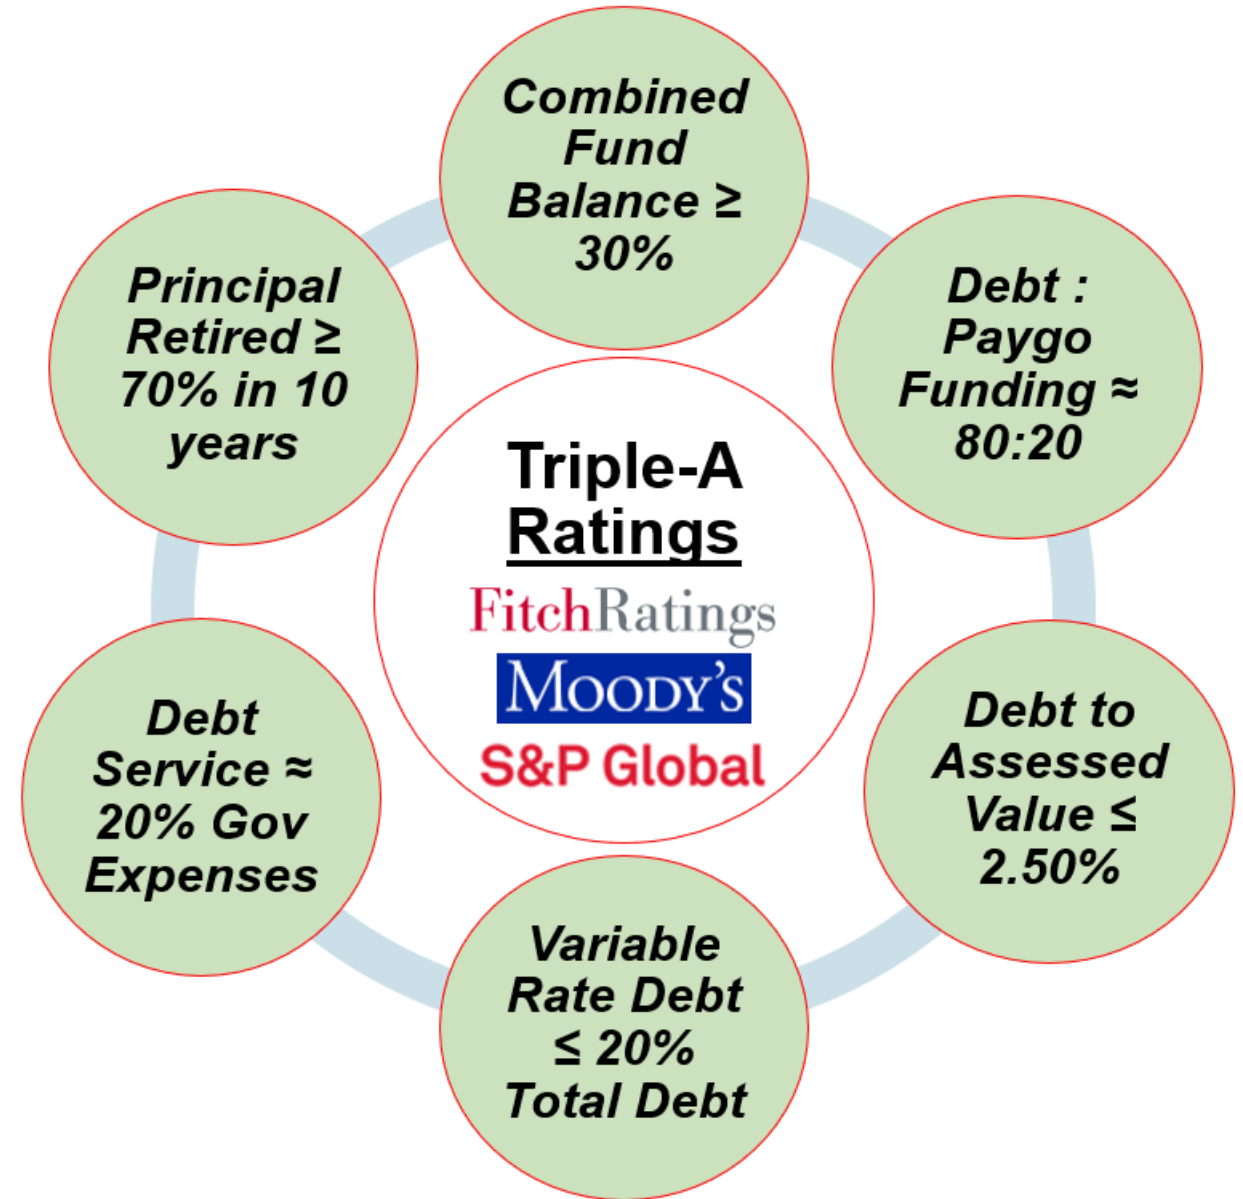 Combined
Fund
Balance ≥
30%
Debt :
Paygo
Funding ≈
80:20
Debt to
Assessed
Value ≤
2.50%
Variable
Rate Debt
≤ 20%
Total Debt
Debt
Service ≈
20% Gov
Expenses
Principal
Retired ≥
70% in 10
years
Triple-A
Ratings
FitchRatings
MOODY'S
S&P Global